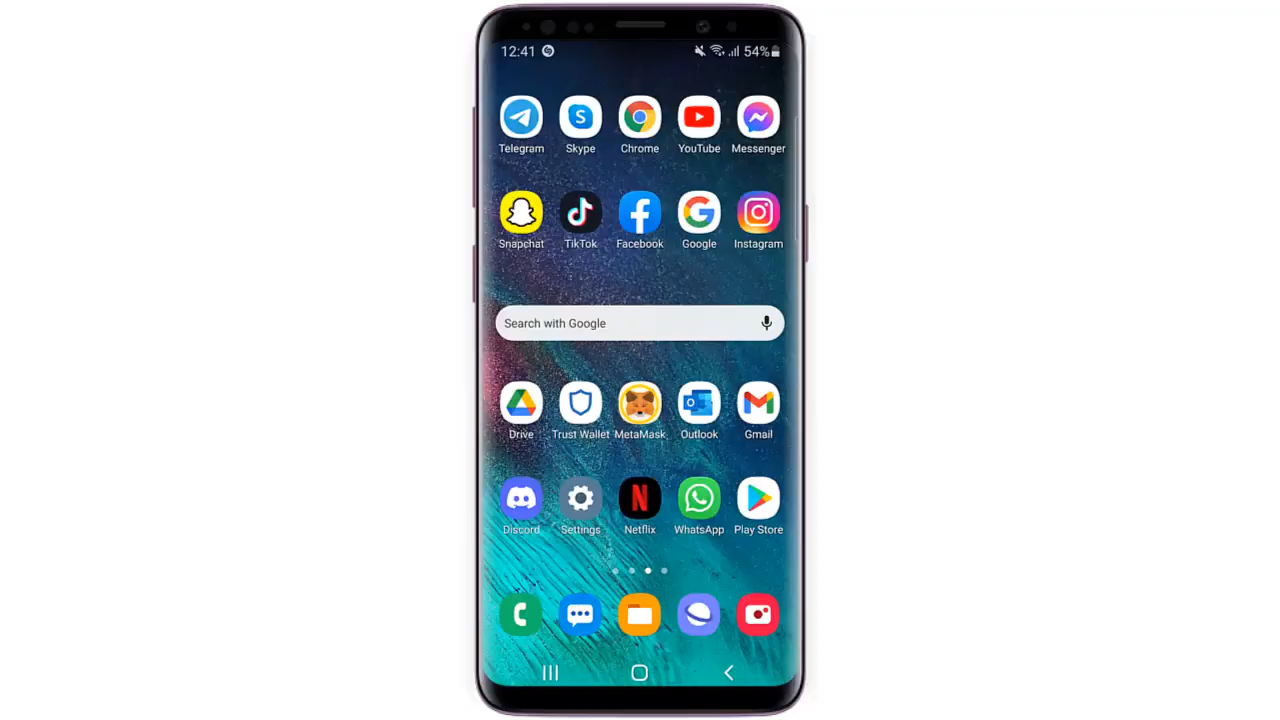 12:41 54%
Telegram Skype Chrome YouTube Messenger
Snapchat TikTok Facebook Google Instagram
Search with Google
Drive Trust Wallet MetaMask Outlook Gmail
Discord Settings Netflix WhatsApp Play Store